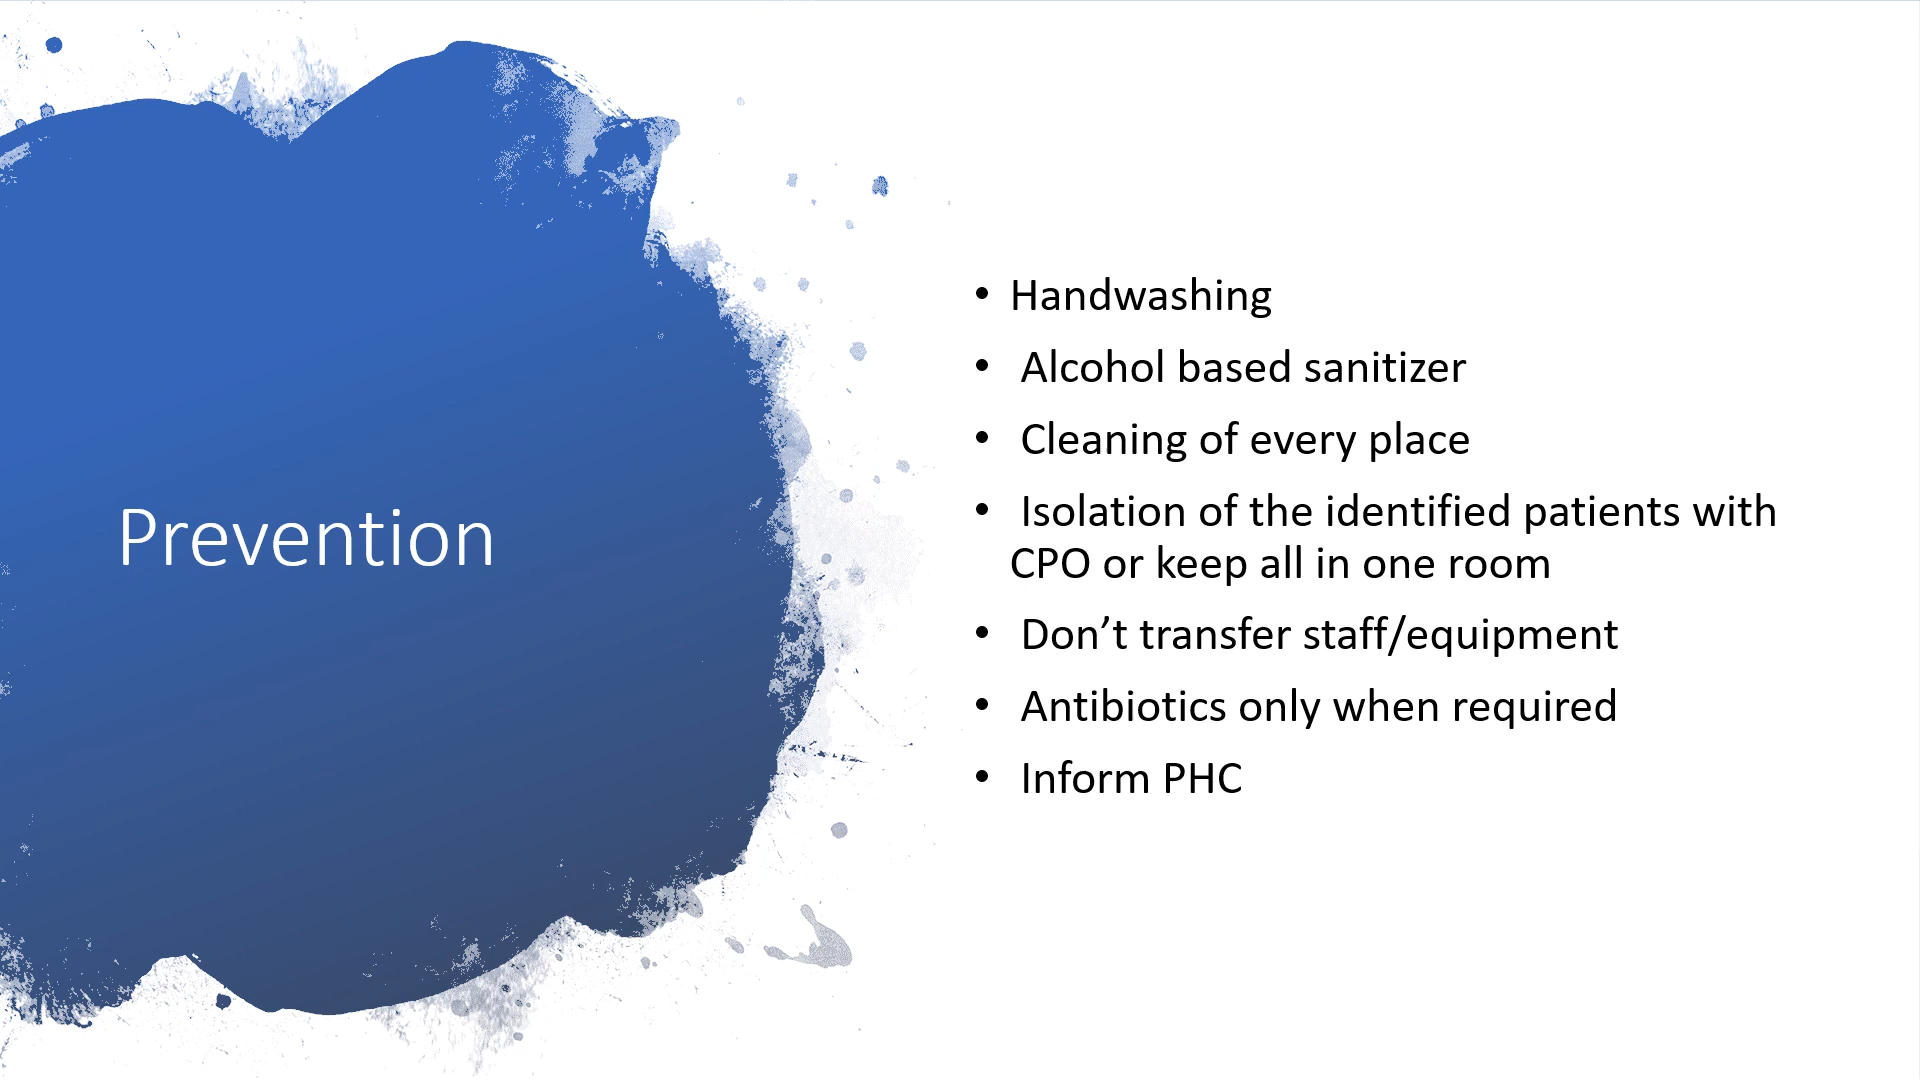 Prevention
• Handwashing
• Alcohol based sanitizer
• Cleaning of every place
• Isolation of the identified patients with
CPO or keep all in one room
• Don’t transfer staff/equipment
• Antibiotics only when required
• Inform PHC